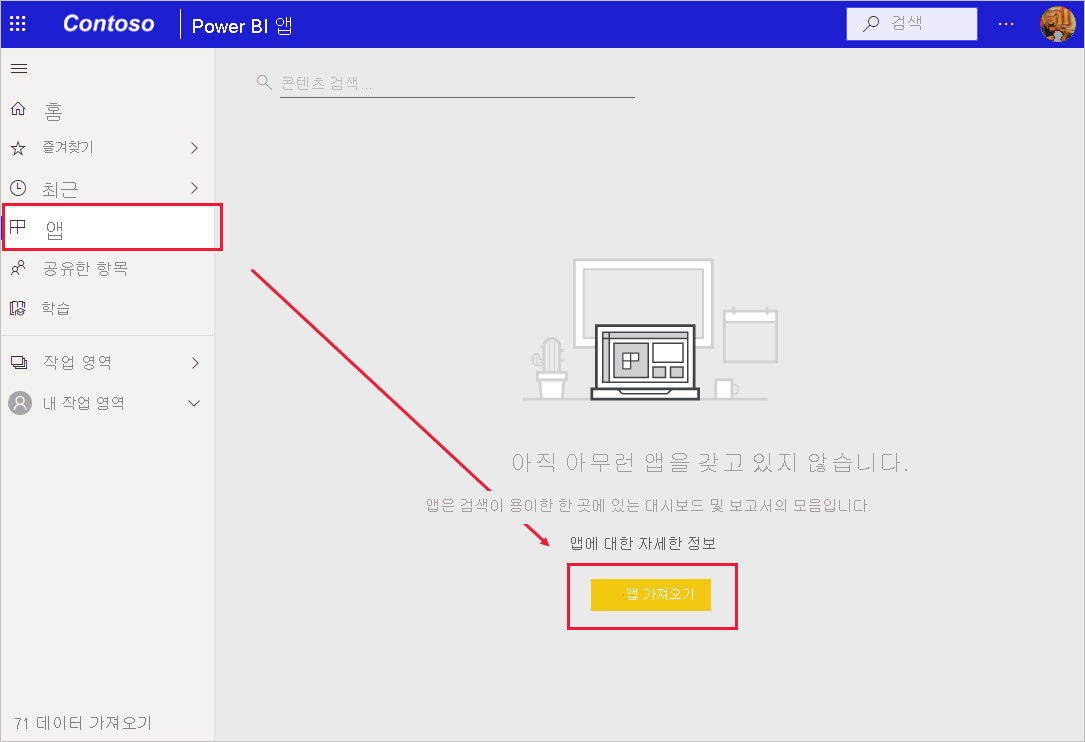 Contoso
Power BI 앱
검색
콘텐츠 검색...
홈
즐겨찾기
최근
앱
공유한 항목
학습
작업 영역
내 작업 영역
아직 아무런 앱을 갖고 있지 않습니다.
앱은 검색이 용이한 한 곳에 있는 대시보드 및 보고서의 모음입니다.
앱에 대한 자세한 정보
앱 가져오기
71 데이터 가져오기